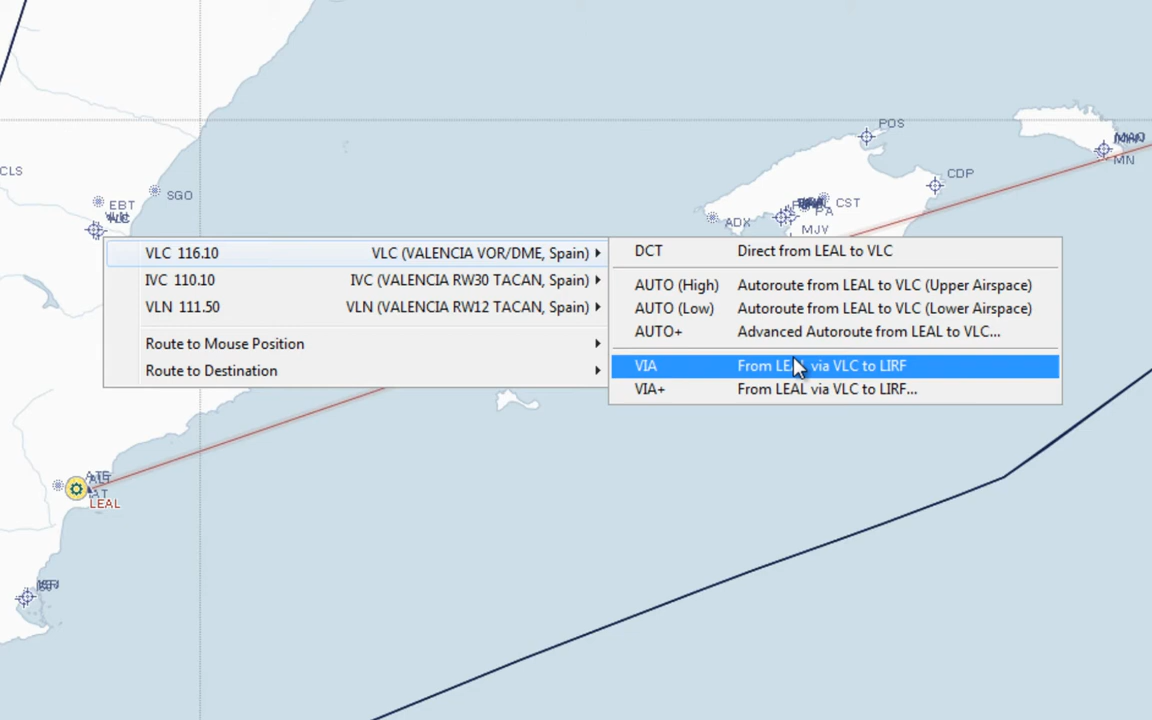 POS
CLS
MN
CDP
SGO
EBT
CST
PA
ADX
MJV
VLC 116.10 VLC (VALENCIA VOR/DME, Spain)
IVC 110.10 IVC (VALENCIA RW30 TACAN, Spain)
VLN 111.50 VLN (VALENCIA RW12 TACAN, Spain)
Route to Mouse Position
Route to Destination
DCT Direct from LEAL to VLC
AUTO (High) Autoroute from LEAL to VLC (Upper Airspace)
AUTO (Low) Autoroute from LEAL to VLC (Lower Airspace)
AUTO+ Advanced Autoroute from LEAL to VLC...
VIA From LEAL via VLC to LIRF
VIA+ From LEAL via VLC to LIRF...
LEAL